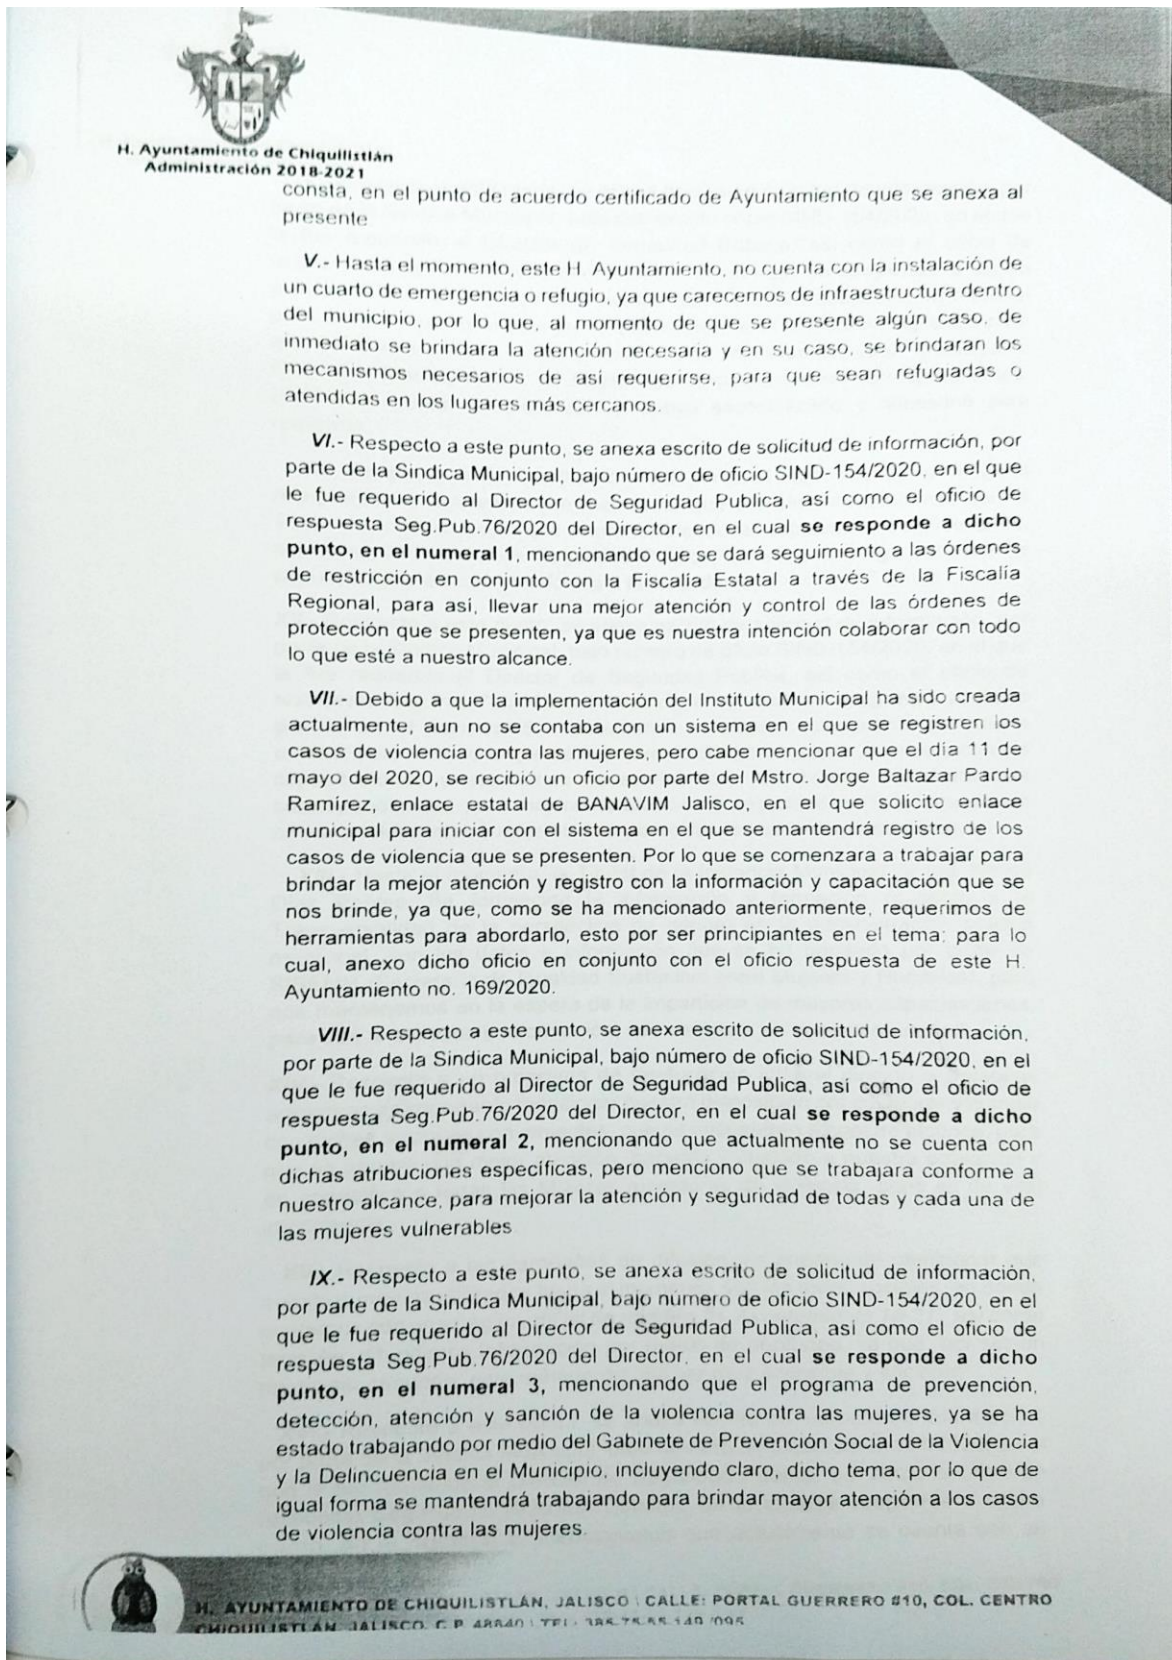 H. Ayuntamiento de Chiquilistlán
Administración 2018-2021
consta, en el punto de acuerdo certificado de Ayuntamiento que se anexa al
presente
V.- Hasta el momento, este H. Ayuntamiento, no cuenta con la instalación de
un cuarto de emergencia o refugio, ya que carecemos de infraestructura dentro
del municipio, por lo que, al momento de que se presente algún caso, de
inmediato se brindara la atención necesaria y en su caso, se brindaran los
mecanismos necesarios de así requerirse, para que sean refugiadas o
atendidas en los lugares más cercanos.
VI.- Respecto a este punto, se anexa escrito de solicitud de información, por
parte de la Sindica Municipal, bajo número de oficio SIND-154/2020, en el que
le fue requerido al Director de Seguridad Publica, así como el oficio de
respuesta Seg.Pub.76/2020 del Director, en el cual se responde a dicho
punto, en el numeral 1, mencionando que se dará seguimiento a las órdenes
de restricción en conjunto con la Fiscalía Estatal a través de la Fiscalía
Regional, para así, llevar una mejor atención y control de las órdenes de
protección que se presenten, ya que es nuestra intención colaborar con todo
lo que esté a nuestro alcance.
VII.- Debido a que la implementación del Instituto Municipal ha sido creada
actualmente, aun no se contaba con un sistema en el que se registren los
casos de violencia contra las mujeres, pero cabe mencionar que el día 11 de
mayo del 2020, se recibió un oficio por parte del Mstro. Jorge Baltazar Pardo
Ramírez, enlace estatal de BANAVIM Jalisco, en el que solicito enlace
municipal para iniciar con el sistema en el que se mantendrá registro de los
casos de violencia que se presenten. Por lo que se comenzara a trabajar para
brindar la mejor atención y registro con la información y capacitación que se
nos brinde, ya que, como se ha mencionado anteriormente, requerimos de
herramientas para abordarlo, esto por ser principiantes en el tema; para lo
cual, anexo dicho oficio en conjunto con el oficio respuesta de este H.
Ayuntamiento no. 169/2020.
VIII.- Respecto a este punto, se anexa escrito de solicitud de información,
por parte de la Sindica Municipal, bajo número de oficio SIND-154/2020, en el
que le fue requerido al Director de Seguridad Publica, así como el oficio de
respuesta Seg.Pub.76/2020 del Director, en el cual se responde a dicho
punto, en el numeral 2, mencionando que actualmente no se cuenta con
dichas atribuciones específicas, pero menciono que se trabajara conforme a
nuestro alcance, para mejorar la atención y seguridad de todas y cada una de
las mujeres vulnerables
IX.- Respecto a este punto, se anexa escrito de solicitud de información,
por parte de la Sindica Municipal, bajo número de oficio SIND-154/2020, en el
que le fue requerido al Director de Seguridad Publica, así como el oficio de
respuesta Seg.Pub.76/2020 del Director, en el cual se responde a dicho
punto, en el numeral 3, mencionando que el programa de prevención,
detección, atención y sanción de la violencia contra las mujeres, ya se ha
estado trabajando por medio del Gabinete de Prevención Social de la Violencia
y la Delincuencia en el Municipio, incluyendo claro, dicho tema, por lo que de
igual forma se mantendrá trabajando para brindar mayor atención a los casos
de violencia contra las mujeres.
H. AYUNTAMIENTO DE CHIQUILISTLÁN, JALISCO | CALLE: PORTAL GUERRERO #10, COL. CENTRO
CHIQUILISTLÁN, JALISCO. C.P. 48840 | TEL: